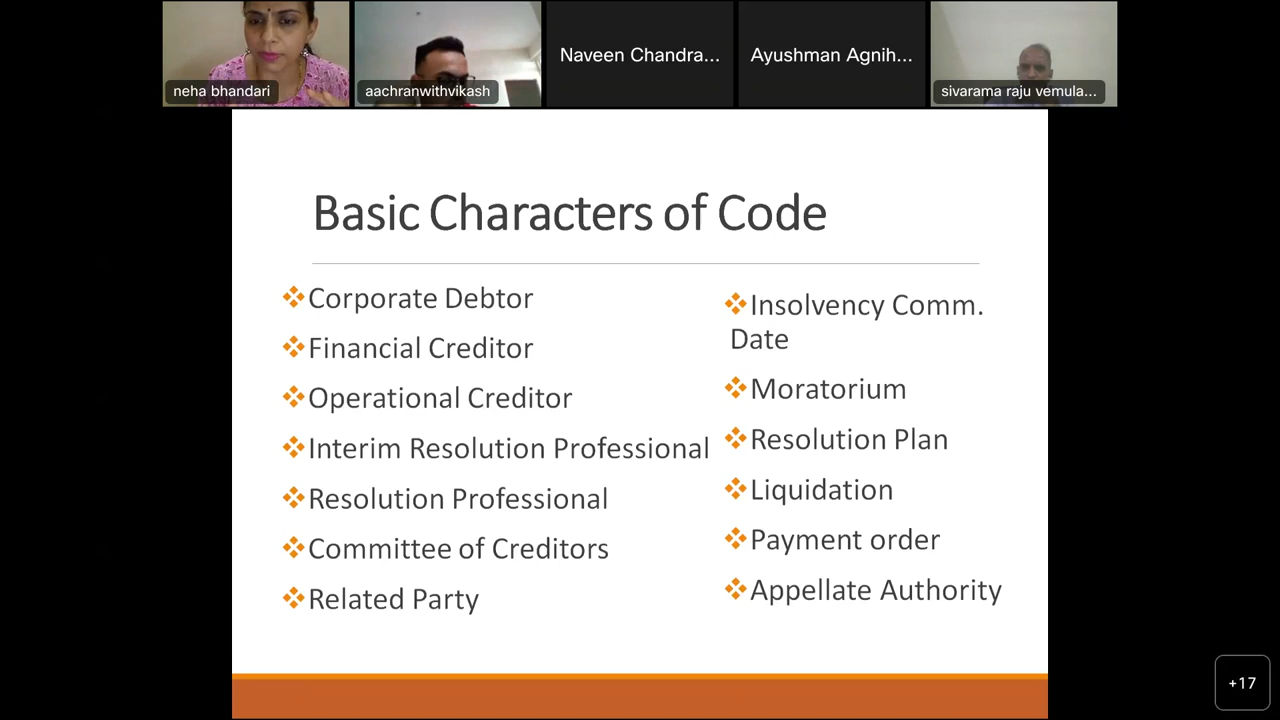 neha bhandari
aachranwithvikash
Naveen Chandra...
Ayushman Agnih...
sivarama raju vemula...
Basic Characters of Code
Corporate Debtor
Financial Creditor
Operational Creditor
Interim Resolution Professional
Resolution Professional
Committee of Creditors
Related Party
Insolvency Comm.
Date
Moratorium
Resolution Plan
Liquidation
Payment order
Appellate Authority
+17